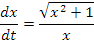 dx/dt = √(x² + 1)/x